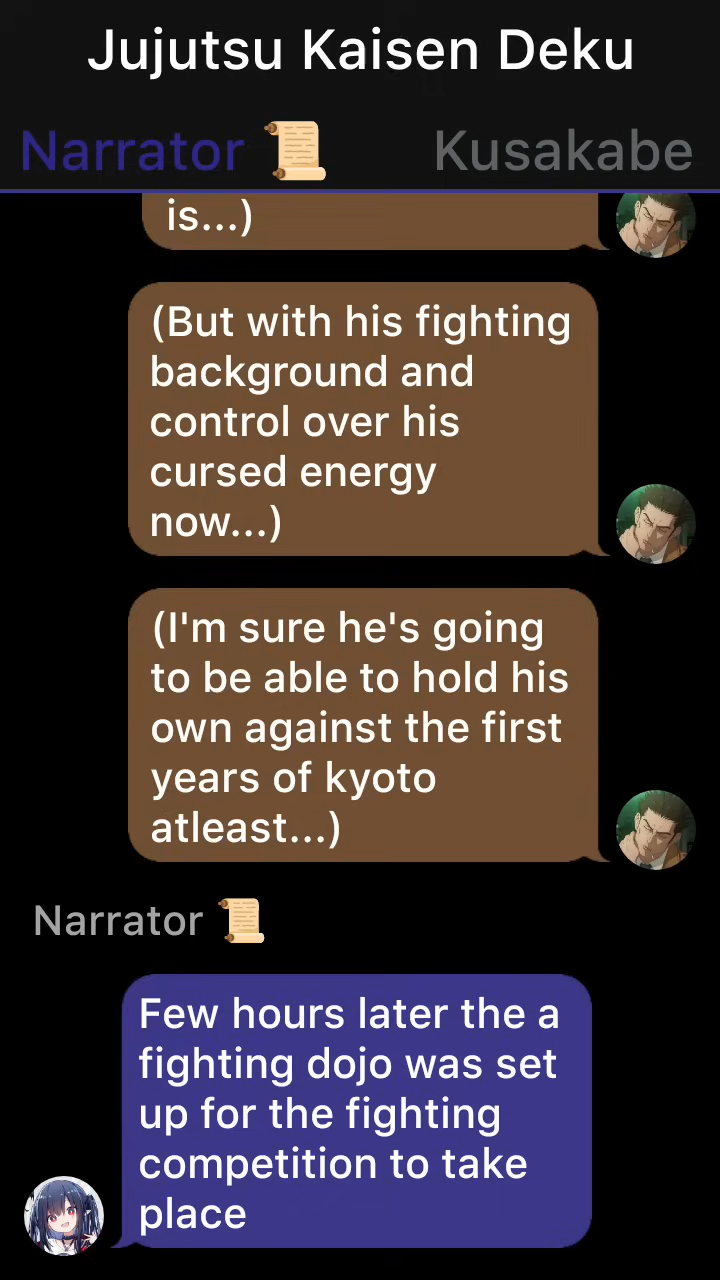 Jujutsu Kaisen Deku
Narrator 📜 Kusakabe
is...)
(But with his fighting
background and
control over his
cursed energy
now...)
(I'm sure he's going
to be able to hold his
own against the first
years of kyoto
atleast...)
Narrator 📜
Few hours later the a
fighting dojo was set
up for the fighting
competition to take
place